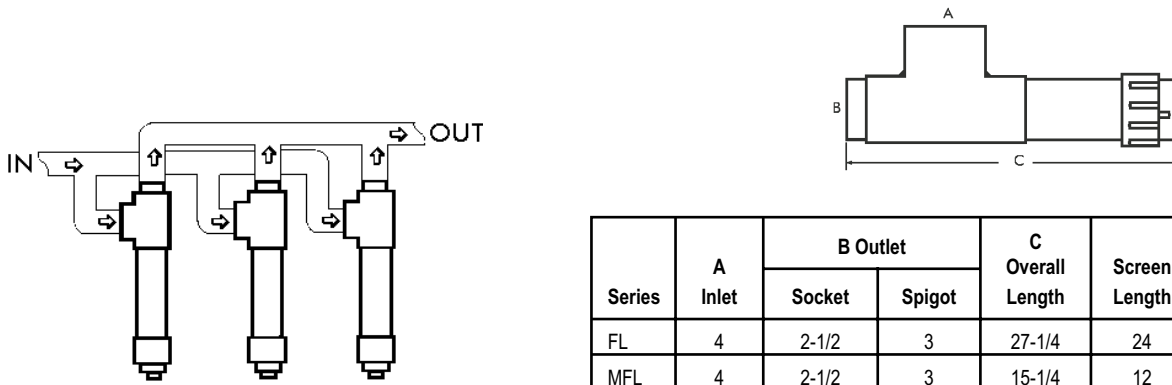 IN
OUT
A
B
C
Series
A
Inlet
B Outlet
Socket
Spigot
C
Overall
Length
Screen
Length
FL 4 2-1/2 3 27-1/4 24
MFL 4 2-1/2 3 15-1/4 12